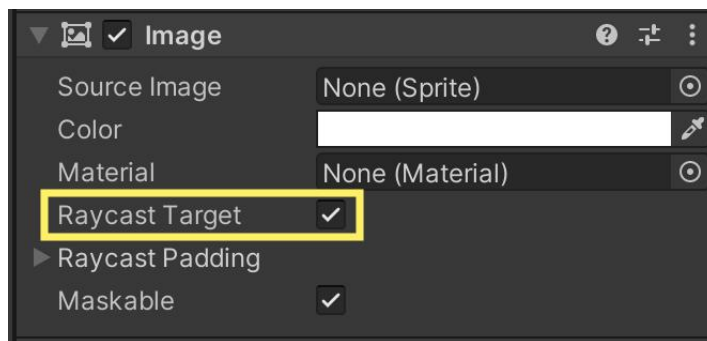 Image
Source Image None (Sprite)
Color
Material None (Material)
Raycast Target
Raycast Padding
Maskable